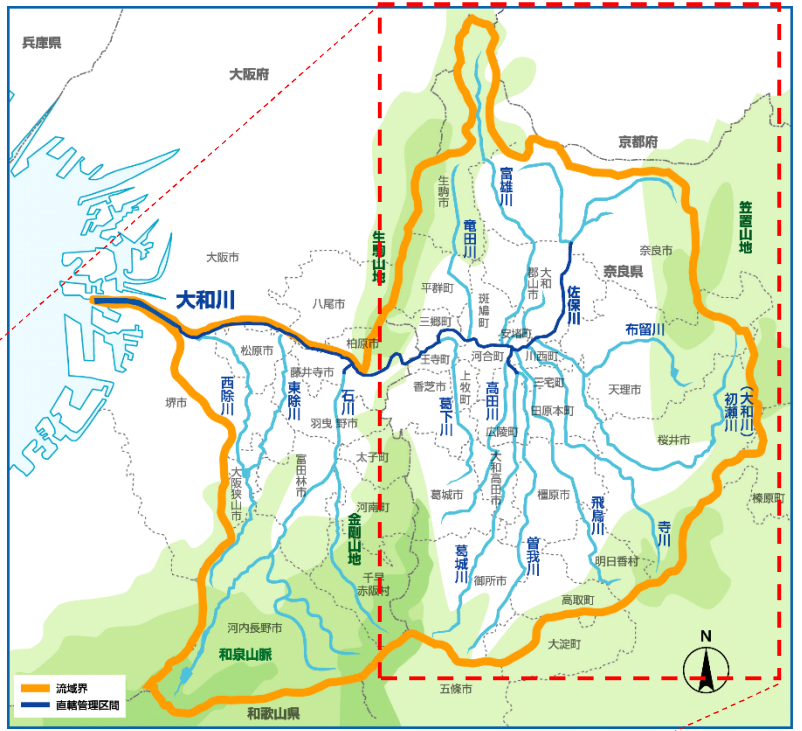 兵庫県
大阪府
京都府
生駒市
富雄川
竜田川
生駒山地
笠置山地
奈良市
奈良県
大阪市
大和川
八尾市
平群町
斑鳩町
大和
郡山市
佐保川
三郷町
安堵町
布留川
柏原市
松原市
王寺町
河合町
川西町
藤井寺市
香芝市
上牧町
三宅町
天理市
西除川
東除川
石川
葛下川
高田川
田原本町
(大和川)
初瀬川
堺市
羽曳野市
広陵町
桜井市
太子町
大阪狭山市
富田林市
大和高田市
葛城市
橿原市
飛鳥川
寺川
榛原町
河南町
金剛山地
葛城川
曽我川
明日香村
千早
赤阪村
御所市
高取町
河内長野市
和泉山脈
大淀町
五條市
和歌山県
N
流域界
直轄管理区間